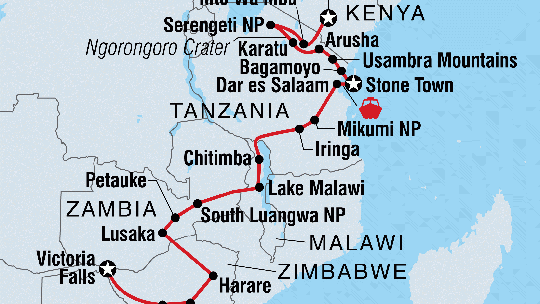 Into Wa Mbu
KENYA
Serengeti NP
Ngorongoro Crater
Karatu
Arusha
Usambra Mountains
Bagamoyo
Dar es Salaam
Stone Town
TANZANIA
Mikumi NP
Iringa
Chitimba
Petauke
Lake Malawi
ZAMBIA
South Luangwa NP
Lusaka
MALAWI
Victoria
Falls
ZIMBABWE
Harare